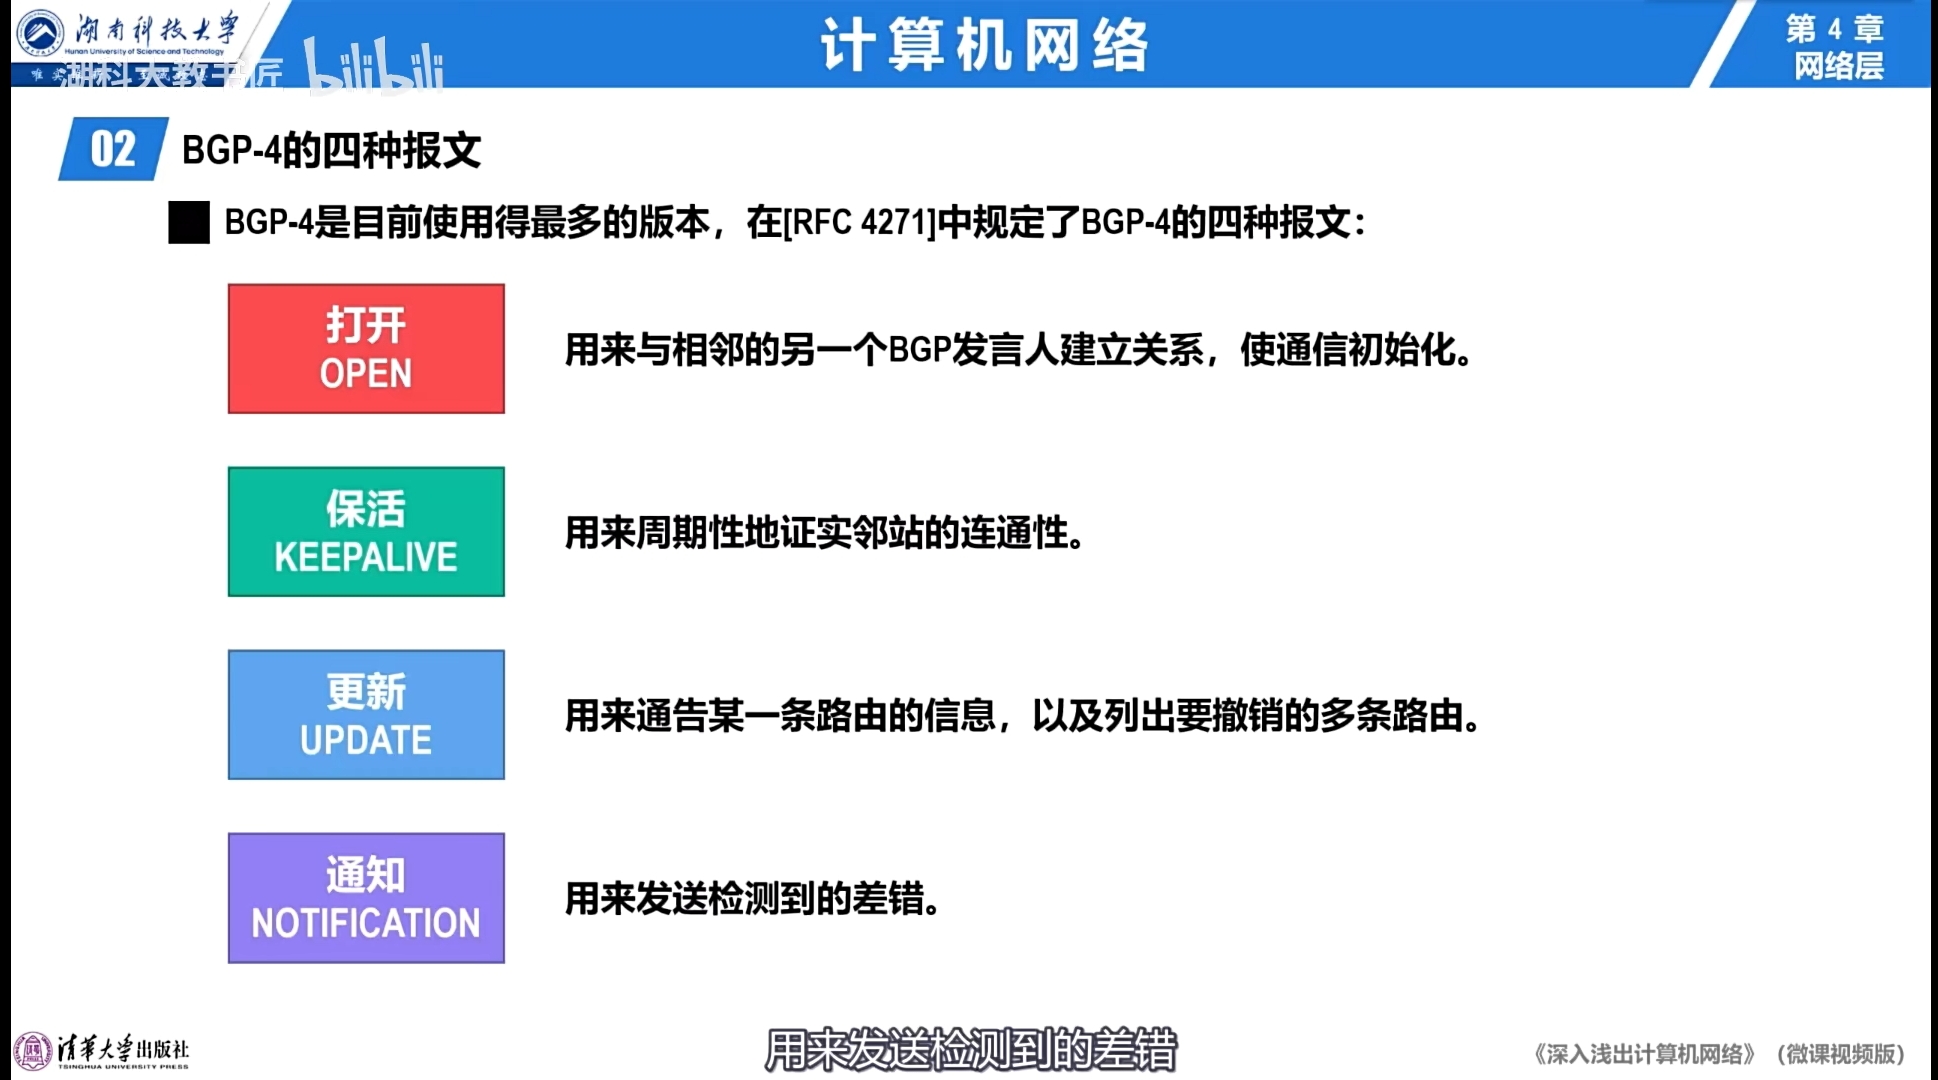 湖南科技大学
Hunan University of Science and Technology
湖科大教书匠 bilibili
计算机网络
第 4 章
网络层
02 BGP-4的四种报文
BGP-4是目前使用得最多的版本，在[RFC 4271]中规定了BGP-4的四种报文：
打开
OPEN
用来与相邻的另一个BGP发言人建立关系，使通信初始化。
保活
KEEPALIVE
用来周期性地证实邻站的连通性。
更新
UPDATE
用来通告某一条路由的信息，以及列出要撤销的多条路由。
通知
NOTIFICATION
用来发送检测到的差错。
清华大学出版社
TSINGHUA UNIVERSITY PRESS
用来发送检测到的差错
《深入浅出计算机网络》（微课视频版）